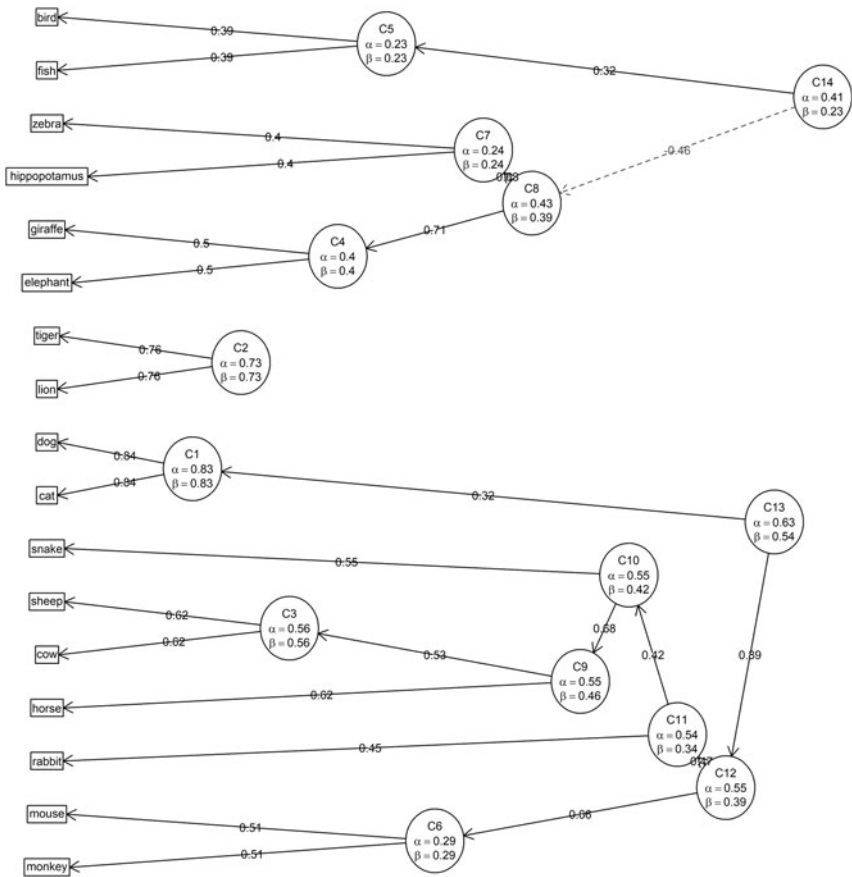 bird
0.39
C5
α = 0.23
β = 0.23
fish
0.39
0.32
C14
α = 0.41
β = 0.23
zebra
0.4
C7
α = 0.24
β = 0.24
-0.46
hippopotamus
0.4
C8
α = 0.43
β = 0.39
giraffe
0.5
C4
α = 0.4
β = 0.4
0.71
elephant
0.5
tiger
0.76
C2
α = 0.73
β = 0.73
lion
0.76
dog
0.84
C1
α = 0.83
β = 0.83
cat
0.84
0.32
C13
α = 0.63
β = 0.54
snake
0.55
C10
α = 0.55
β = 0.42
sheep
0.62
C3
α = 0.56
β = 0.56
0.68
cow
0.62
0.53
0.42
C9
α = 0.55
β = 0.46
horse
0.62
C11
α = 0.54
β = 0.34
rabbit
0.45
C12
α = 0.55
β = 0.39
mouse
0.51
C6
α = 0.29
β = 0.29
monkey
0.51